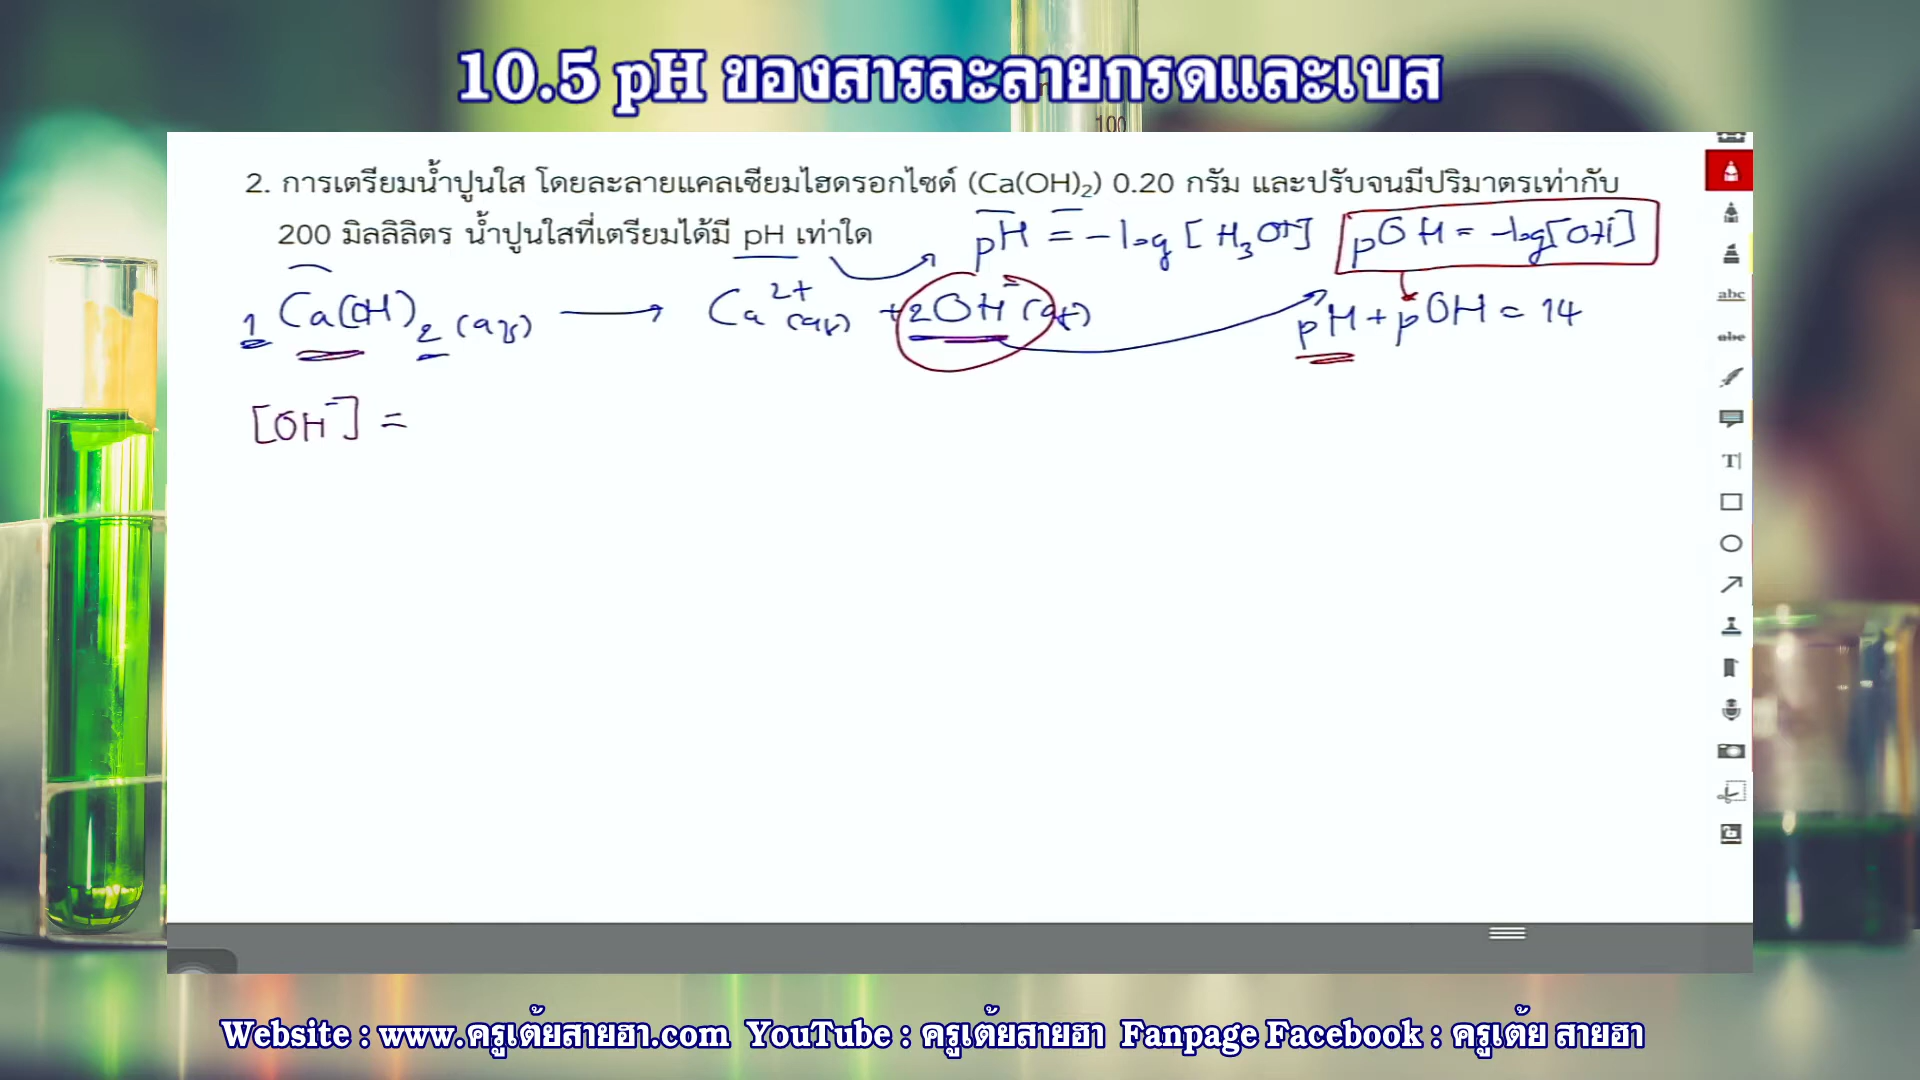 10.5 pH ของสารละลายกรดและเบส
100
2. การเตรียมน้ำปูนใส โดยละลายแคลเซียมไฮดรอกไซด์ (Ca(OH)₂) 0.20 กรัม และปรับจนมีปริมาตรเท่ากับ
200 มิลลิลิตร น้ำปูนใสที่เตรียมได้มี pH เท่าใด
pH = -log [H₃O⁺] pOH = -log[OH⁻]
1 Ca(OH)₂ (aq) → Ca²⁺ (aq) + 2OH⁻ (aq) pH + pOH = 14
[OH⁻] =
abc
abc
T
Website : www.ครูเต้ยสายฮา.com YouTube : ครูเต้ยสายฮา Fanpage Facebook : ครูเต้ย สายฮา